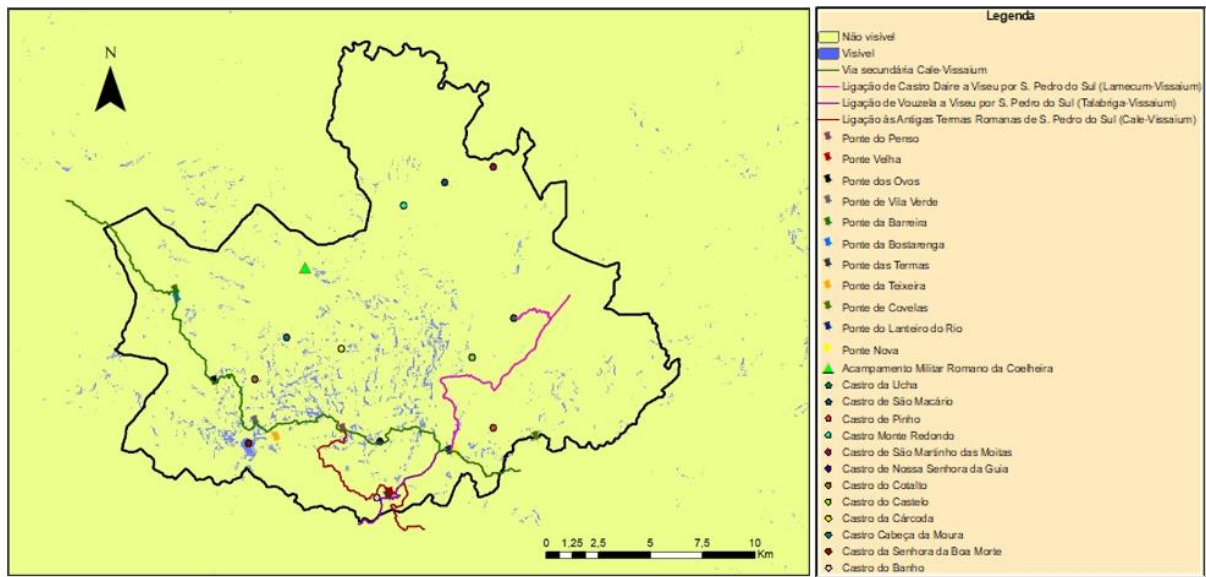 N
0 1,25 2,5 5 7,5 10
Km
Legenda
Não visível
Visível
Via secundária Cale-Vissaium
Ligação de Castro Daire a Viseu por S. Pedro do Sul (Lamecum-Vissaium)
Ligação de Vouzela a Viseu por S. Pedro do Sul (Talabriga-Vissaium)
Ligação às Antigas Termas Romanas de S. Pedro do Sul (Cale-Vissaium)
Ponte do Penso
Ponte Velha
Ponte dos Ovos
Ponte de Vila Verde
Ponte da Barreira
Ponte da Bostarenga
Ponte das Termas
Ponte da Teixeira
Ponte de Covelas
Ponte do Lanteiro do Rio
Ponte Nova
Acampamento Militar Romano da Coelheira
Castro da Ucha
Castro de São Macário
Castro de Pinho
Castro Monte Redondo
Castro de São Martinho das Moitas
Castro de Nossa Senhora da Guia
Castro do Cotalto
Castro do Castelo
Castro da Cárcoda
Castro Cabeça da Moura
Castro da Senhora da Boa Morte
Castro do Banho